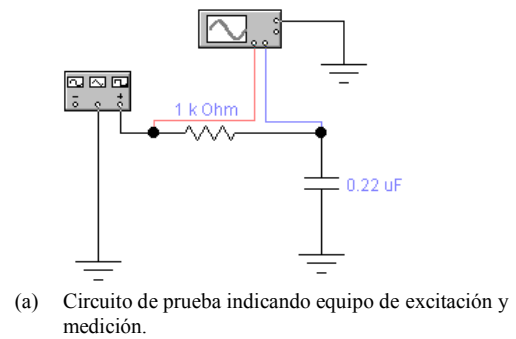 1 k Ohm
0.22 uF
(a) Circuito de prueba indicando equipo de excitación y
medición.